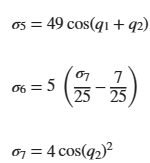 σ₅ = 49 cos(q₁ + q₂)
σ₆ = 5 (σ₇/25 − 7/25)
σ₇ = 4 cos(q₂)²